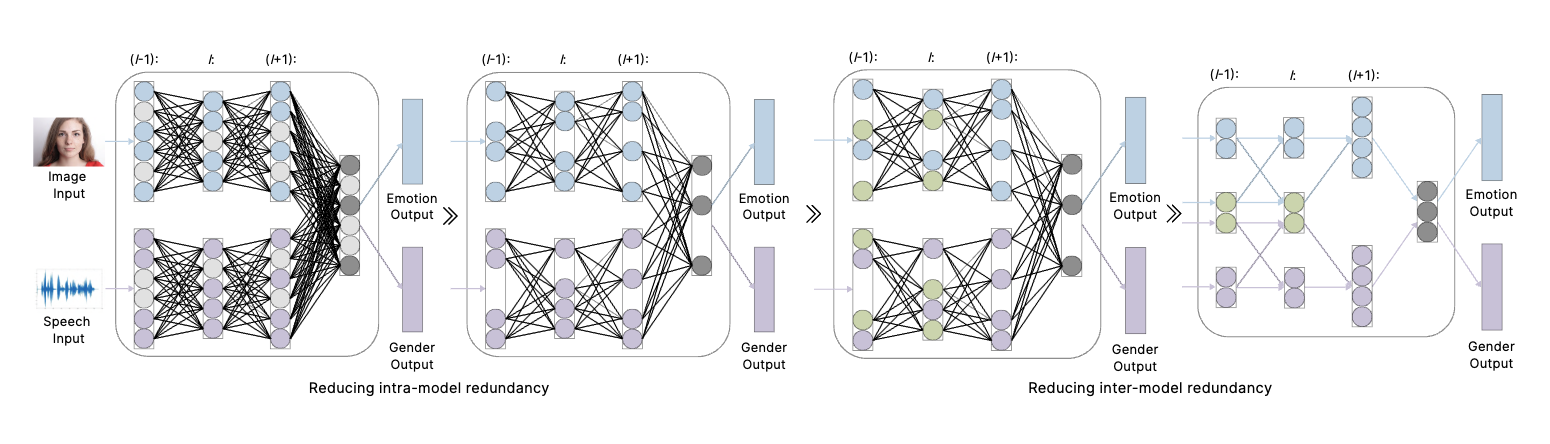 (l-1): l: (l+1):
(l-1): l: (l+1):
(l-1): l: (l+1):
(l-1): l: (l+1):
Image
Input
Speech
Input
Emotion
Output
Gender
Output
Emotion
Output
Gender
Output
Emotion
Output
Gender
Output
Emotion
Output
Gender
Output
Reducing intra-model redundancy
Reducing inter-model redundancy